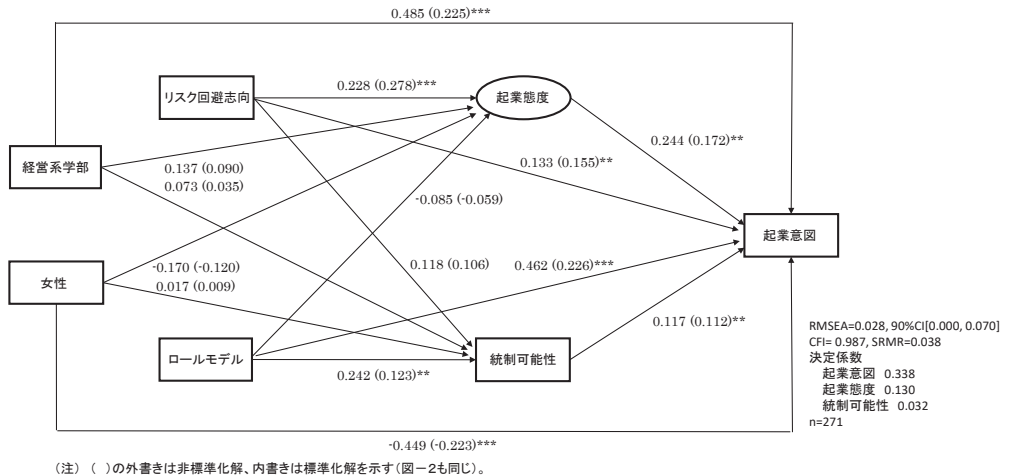 0.485 (0.225)***
リスク回避志向
0.228 (0.278)***
起業態度
経営系学部
0.137 (0.090)
0.073 (0.035)
0.133 (0.155)**
0.244 (0.172)**
-0.085 (-0.059)
起業意図
女性
-0.170 (-0.120)
0.017 (0.009)
0.118 (0.106)
0.462 (0.226)***
0.117 (0.112)**
ロールモデル
統制可能性
0.242 (0.123)**
RMSEA=0.028, 90%CI[0.000, 0.070]
CFI= 0.987, SRMR=0.038
決定係数
起業意図 0.338
起業態度 0.130
統制可能性 0.032
n=271
-0.449 (-0.223)***
(注) ( )の外書きは非標準化解、内書きは標準化解を示す(図－2も同じ)。